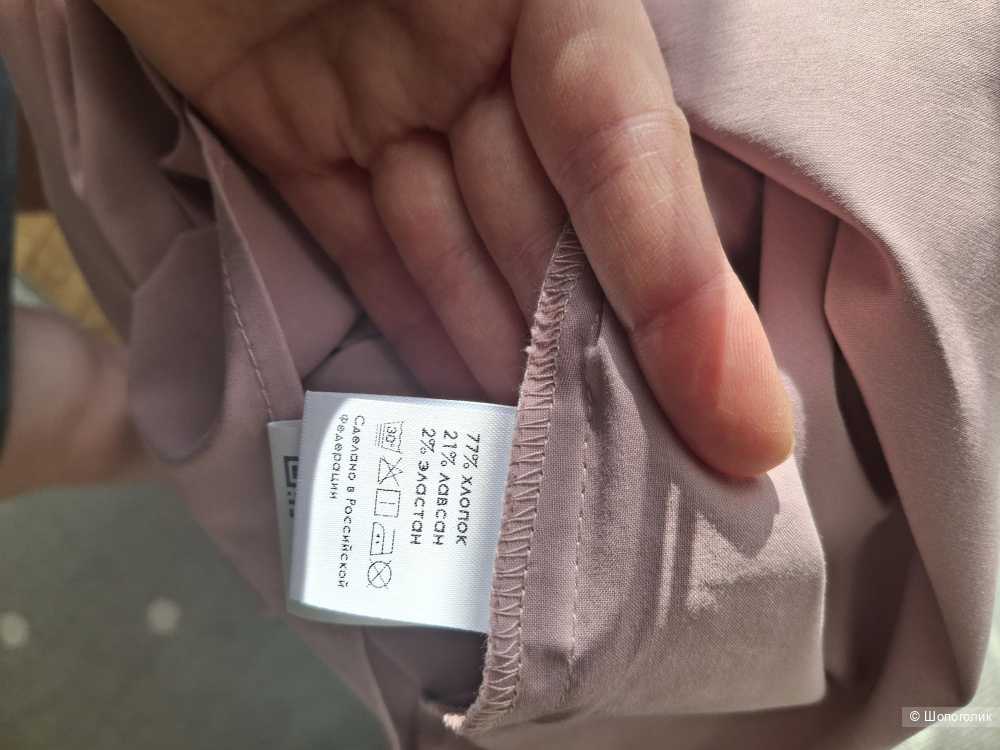 77% хлопок
21% лавсан
2% эластан
30°
Сделано в Российской
Федерации
© Шопоголик